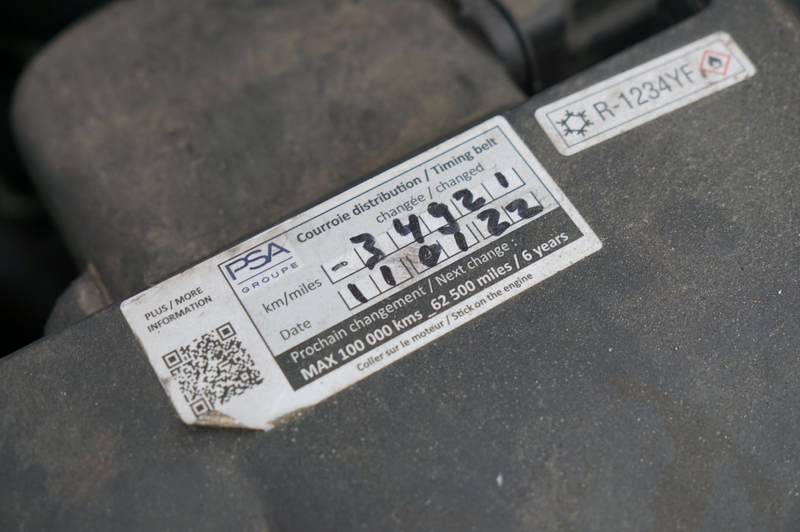 R-1234YF
Courroie distribution / Timing belt
changée / changed
PSA
GROUPE
km/miles - 34921
Date 11 01 22
Prochain changement / Next change :
MAX 100 000 kms _62 500 miles / 6 years
Coller sur le moteur / Stick on the engine
PLUS / MORE
INFORMATION